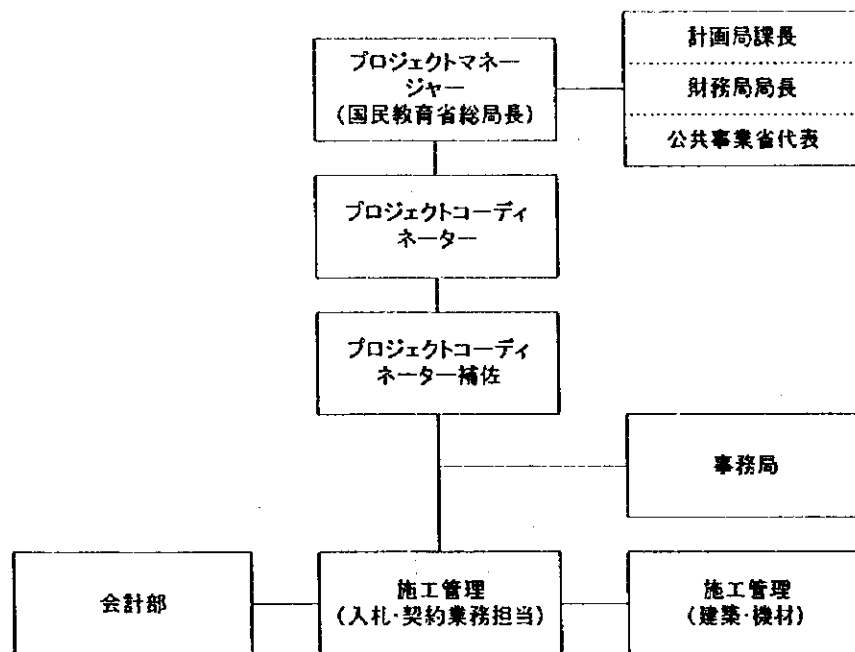 プロジェクトマネー
ジャー
(国民教育省総局長)
計画局課長
財務局局長
公共事業省代表
プロジェクトコーディ
ネーター
プロジェクトコーディ
ネーター補佐
事務局
会計部
施工管理
(入札・契約業務担当)
施工管理
(建築・機材)